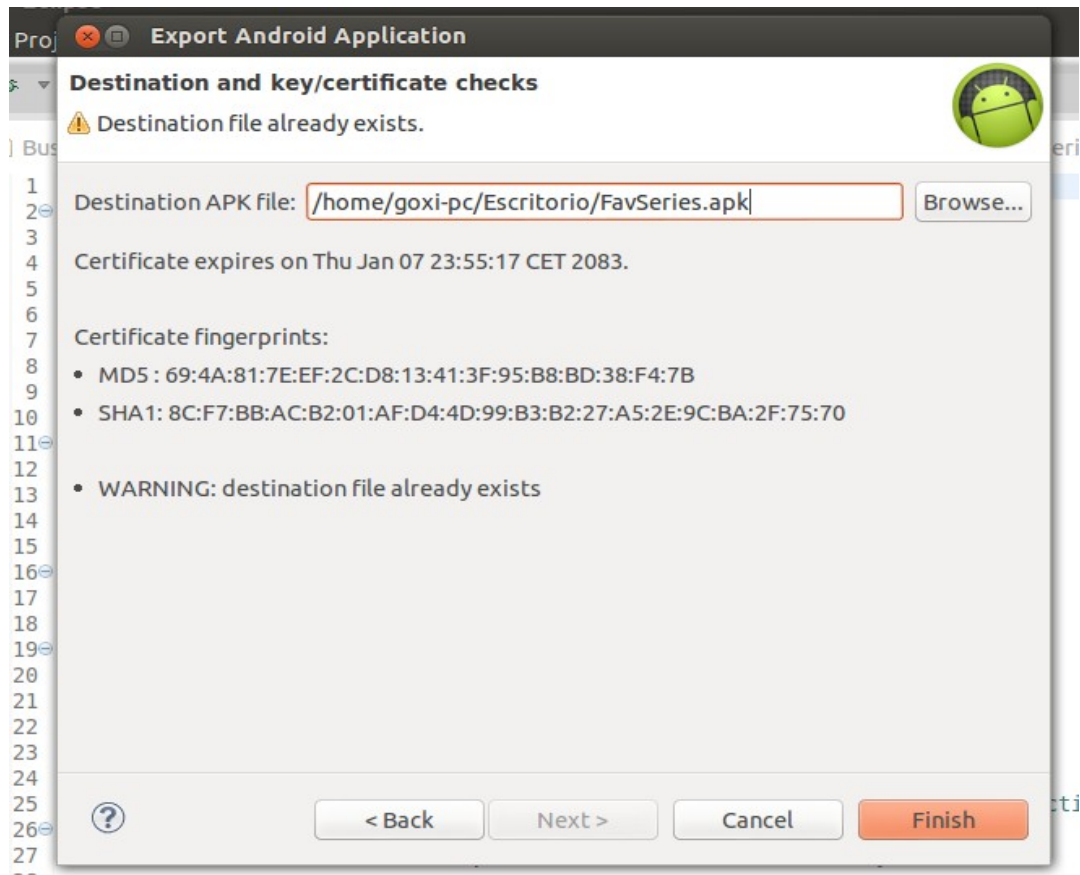 Proj
Export Android Application
Destination and key/certificate checks
Destination file already exists.
Bus
eri
Destination APK file: /home/goxi-pc/Escritorio/FavSeries.apk Browse...
Certificate expires on Thu Jan 07 23:55:17 CET 2083.
Certificate fingerprints:
• MD5 : 69:4A:81:7E:EF:2C:D8:13:41:3F:95:B8:BD:38:F4:7B
• SHA1: 8C:F7:BB:AC:B2:01:AF:D4:4D:99:B3:B2:27:A5:2E:9C:BA:2F:75:70
• WARNING: destination file already exists
1
2
3
4
5
6
7
8
9
10
11
12
13
14
15
16
17
18
19
20
21
22
23
24
25
26
27
cti
? < Back Next > Cancel Finish